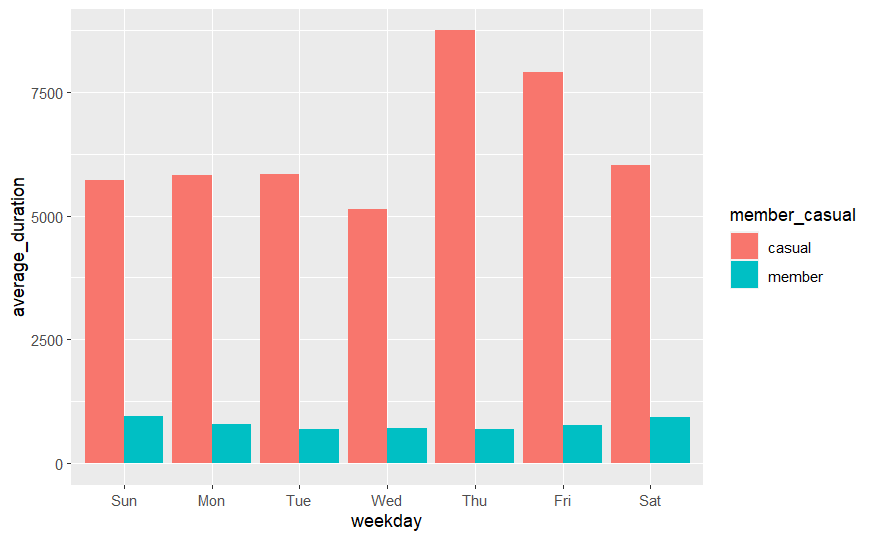 average_duration
7500
5000
2500
0
Sun Mon Tue Wed Thu Fri Sat
weekday
member_casual
casual
member